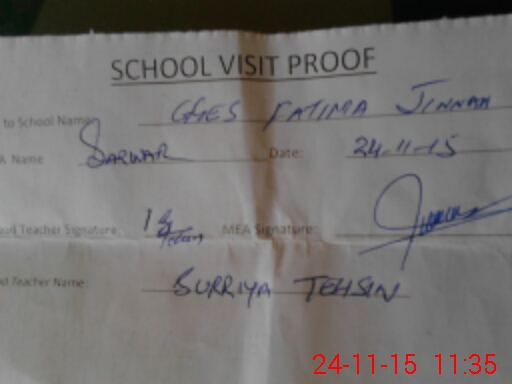 SCHOOL VISIT PROOF
to School Name GGES FATIMA JINNAH
A Name SARWAR Date: 24-11-15
ad Teacher Signature: MEA Signature:
d Teacher Name: SURRIYA TEHSIN
24-11-15 11:35